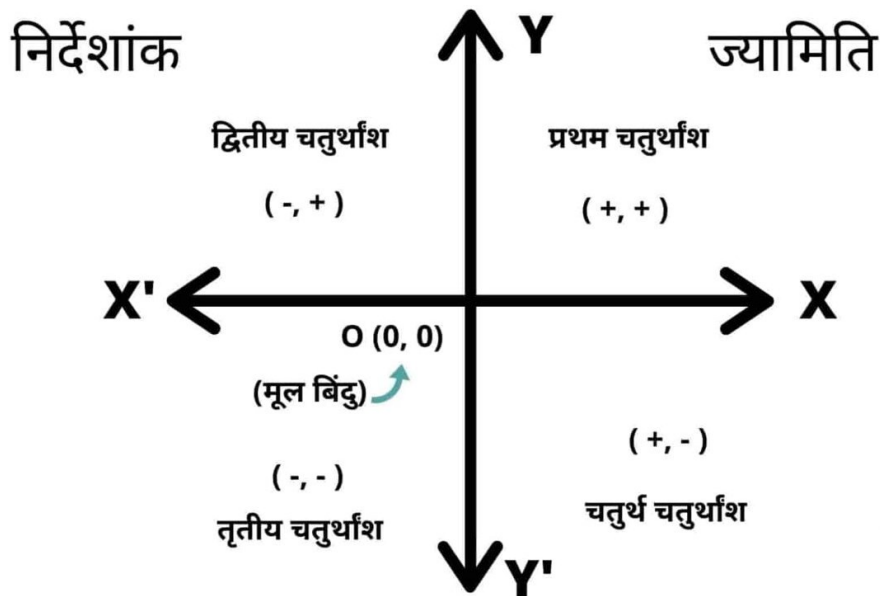 Y
निर्देशांक
ज्यामिति
द्वितीय चतुर्थांश
प्रथम चतुर्थांश
( -, + )
( +, + )
X'
X
O (0, 0)
(मूल बिंदु)
( +, - )
( -, - )
चतुर्थ चतुर्थांश
तृतीय चतुर्थांश
Y'